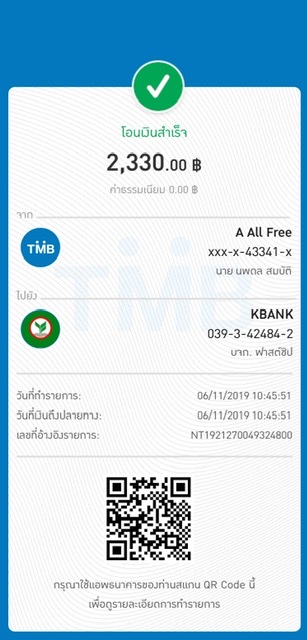 โอนเงินสำเร็จ
2,330.00 ฿
ค่าธรรมเนียม 0.00 ฿
จาก
TMB
A All Free
xxx-x-43341-x
นาย นพดล สมบัติ
ไปยัง
KBANK
039-3-42484-2
บจก. ฟาสต์ชิป
วันที่ทำรายการ: 06/11/2019 10:45:51
วันที่เงินถึงปลายทาง: 06/11/2019 10:45:51
เลขที่อ้างอิงรายการ: NT1921270049324800
กรุณาใช้แอพธนาคารของท่านสแกน QR Code นี้
เพื่อดูรายละเอียดการทำรายการ